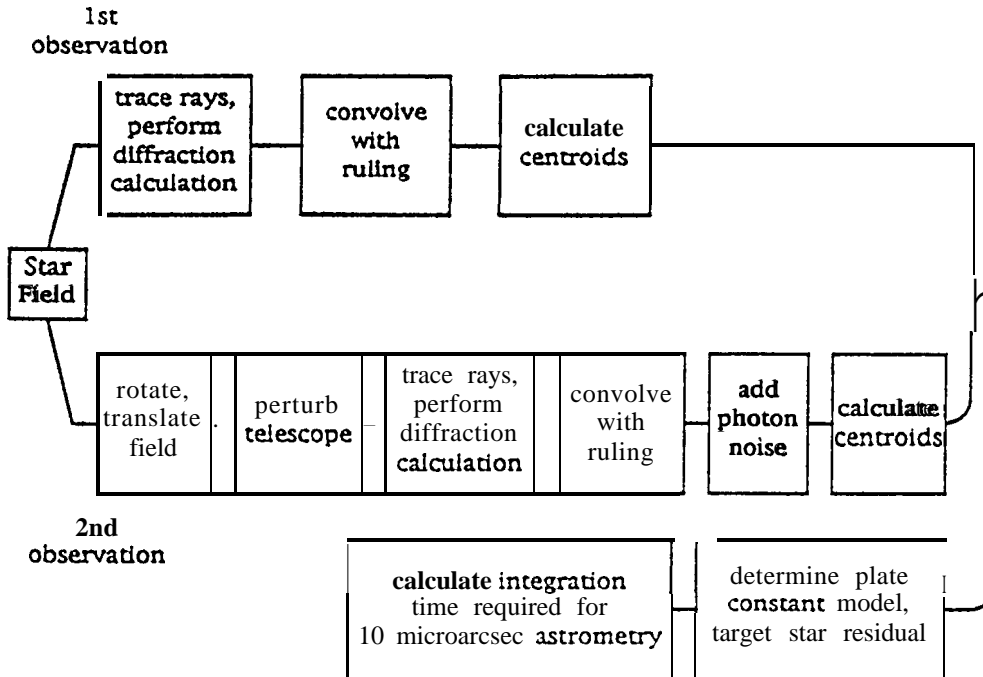 1st
observation
trace rays,
perform
diffraction
calculation
convolve
with
ruling
calculate
centroids
Star
Field
rotate,
translate
field
perturb
telescope
trace rays,
perform
diffraction
calculation
convolve
with
ruling
add
photon
noise
calculate
centroids
2nd
observation
calculate integration
time required for
10 microarcsec astrometry
determine plate
constant model,
target star residual